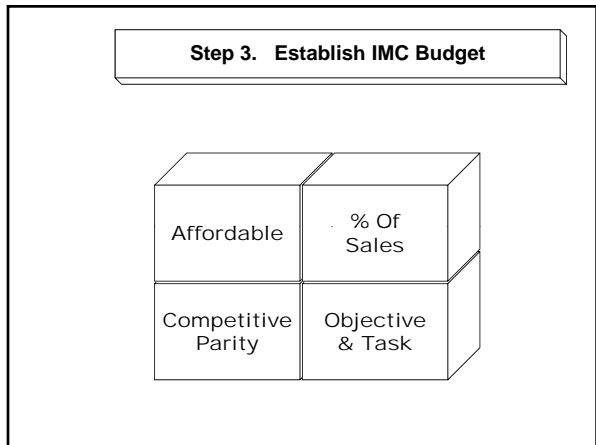 Step 3. Establish IMC Budget
Affordable
% Of
Sales
Competitive
Parity
Objective
& Task